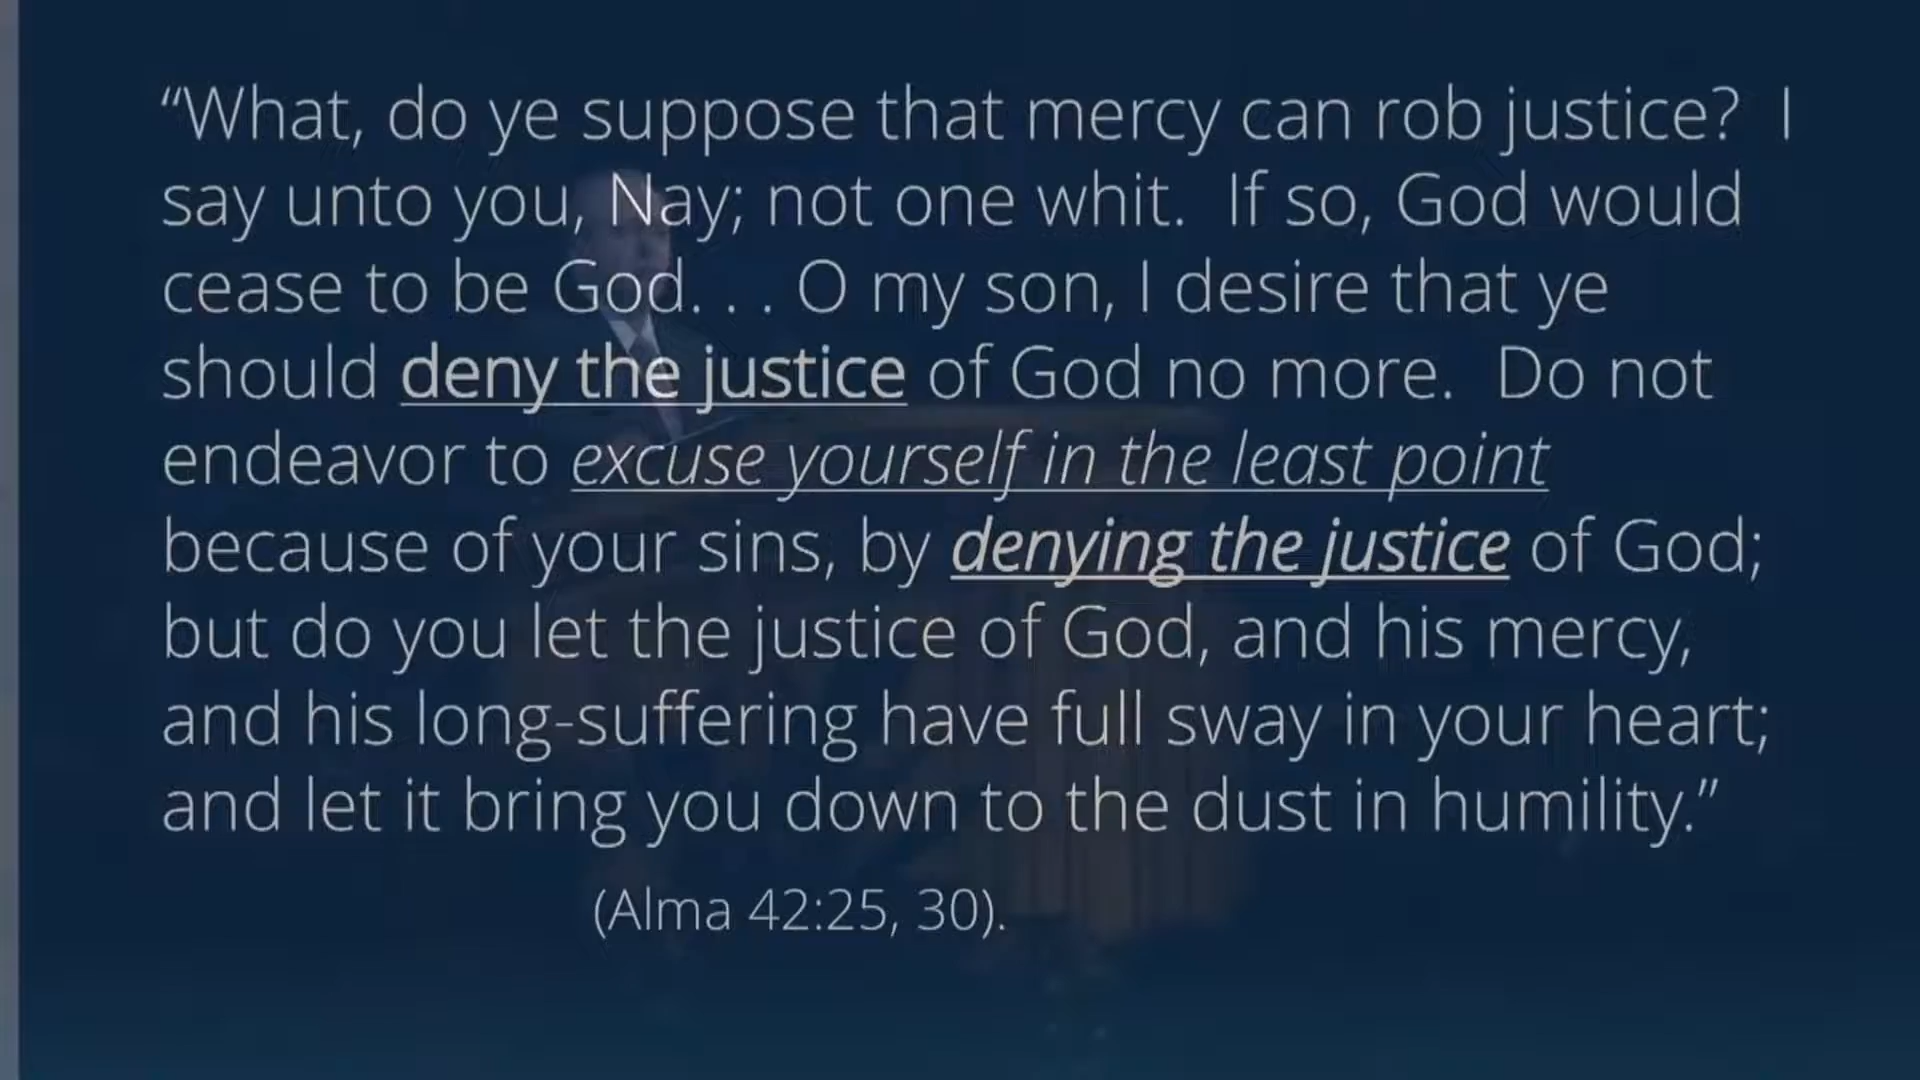 “What, do ye suppose that mercy can rob justice?  I
say unto you, Nay; not one whit.  If so, God would
cease to be God. . . O my son, I desire that ye
should deny the justice of God no more.  Do not
endeavor to excuse yourself in the least point
because of your sins, by denying the justice of God;
but do you let the justice of God, and his mercy,
and his long-suffering have full sway in your heart;
and let it bring you down to the dust in humility.”
(Alma 42:25, 30).